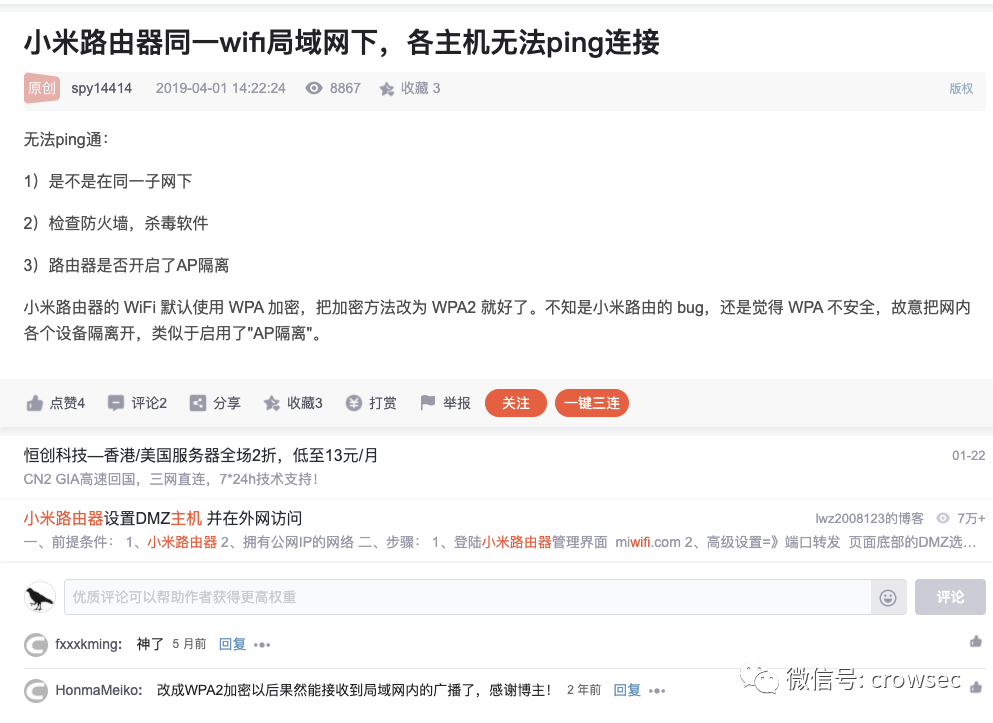 小米路由器同一wifi局域网下，各主机无法ping连接
原创 spy14414 2019-04-01 14:22:24 8867 收藏 3 版权
无法ping通：
1）是不是在同一子网下
2）检查防火墙，杀毒软件
3）路由器是否开启了AP隔离
小米路由器的 WiFi 默认使用 WPA 加密，把加密方法改为 WPA2 就好了。不知是小米路由的 bug，还是觉得 WPA 不安全，故意把网内
各个设备隔离开，类似于启用了"AP隔离"。
点赞4 评论2 分享 收藏3 打赏 举报 关注 一键三连
恒创科技—香港/美国服务器全场2折，低至13元/月 01-22
CN2 GIA高速回国，三网直连，7*24h技术支持！
小米路由器设置DMZ主机 并在外网访问 lwz2008123的博客 7万+
一、前提条件： 1、小米路由器 2、拥有公网IP的网络 二、步骤： 1、登陆小米路由器管理界面 miwifi.com 2、高级设置=》端口转发 页面底部的DMZ选…
优质评论可以帮助作者获得更高权重 评论
fxxxkming： 神了 5 月前 回复
HonmaMeiko： 改成WPA2加密以后果然能接收到局域网内的广播了，感谢博主！ 2 年前 回复
微信号: crowsec